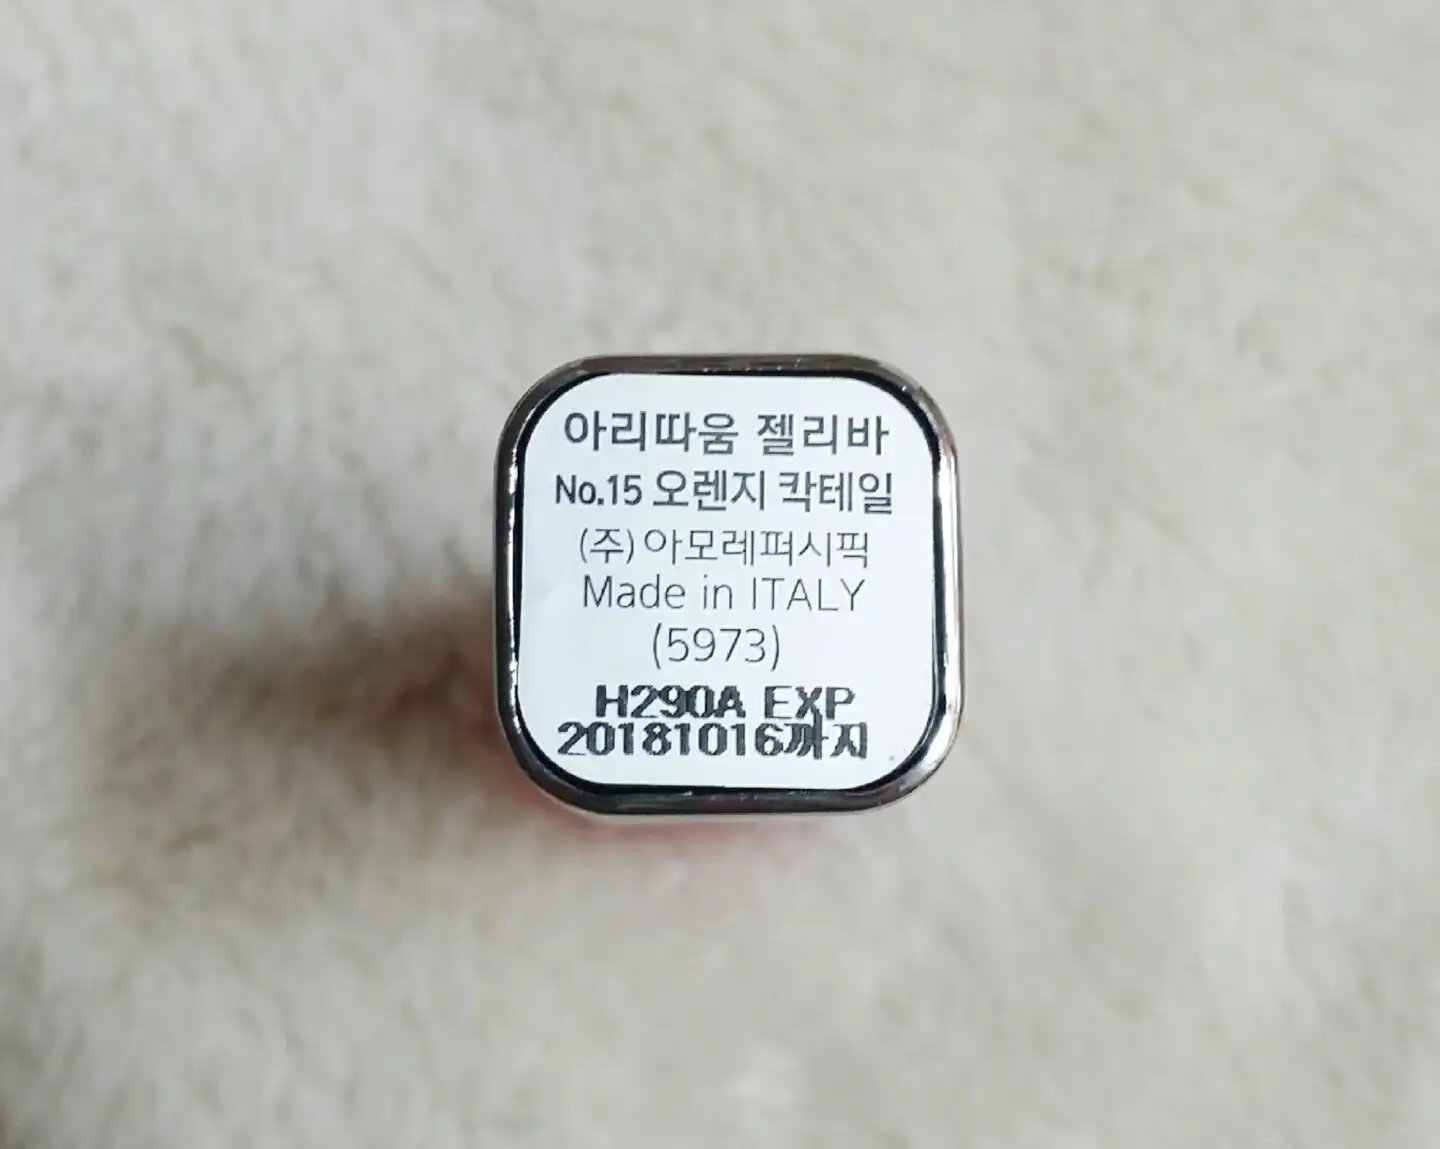 아리따움 젤리바
No.15 오렌지 칵테일
(주)아모레퍼시픽
Made in ITALY
(5973)
H290A EXP
20181016까지